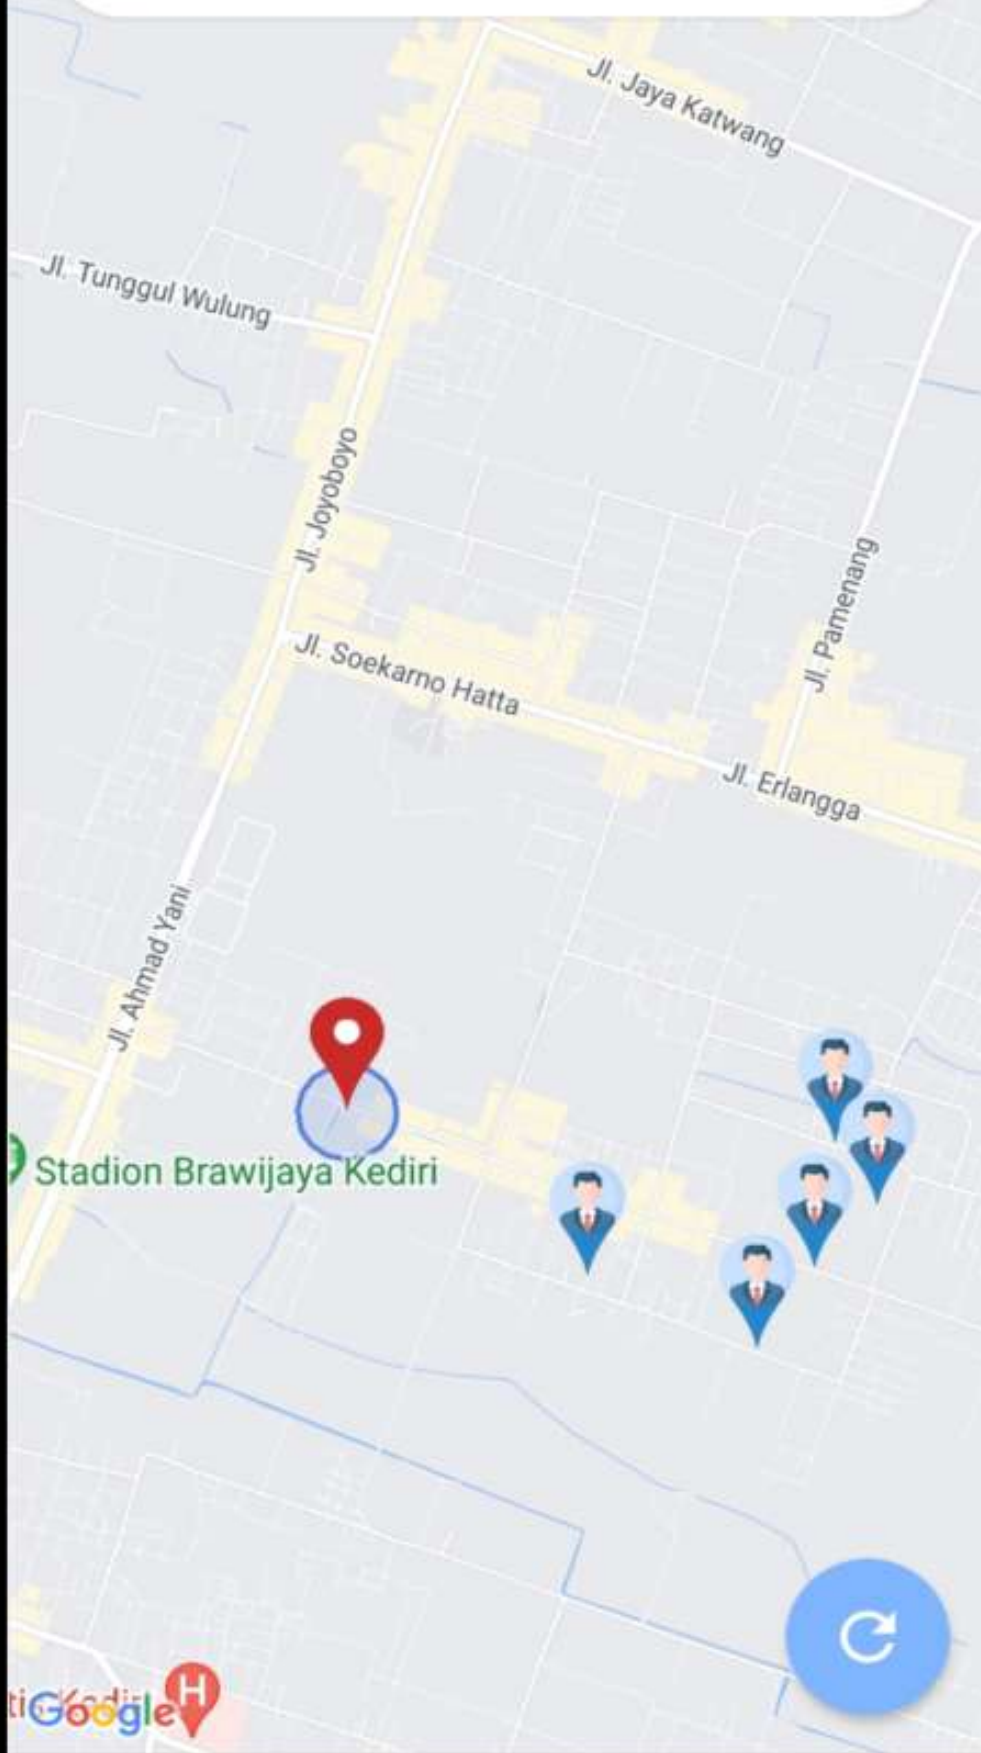 Jl. Jaya Katwang
Jl. Tunggul Wulung
Jl. Joyoboyo
Jl. Pamenang
Jl. Soekarno Hatta
Jl. Erlangga
Jl. Ahmad Yani
Stadion Brawijaya Kediri
H
Google